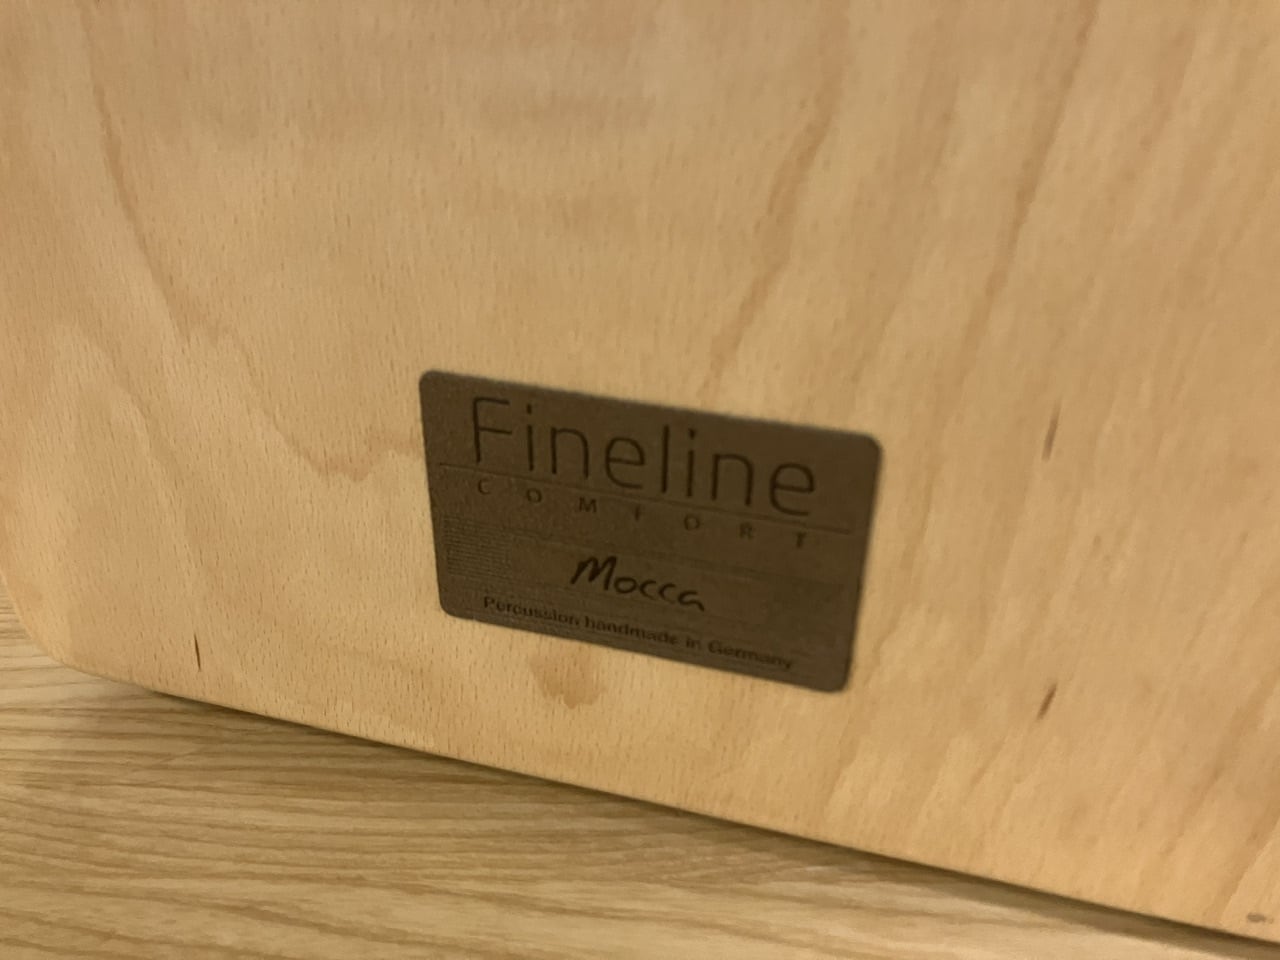 Fineline
COMFORT
Mocca
Percussion handmade in Germany